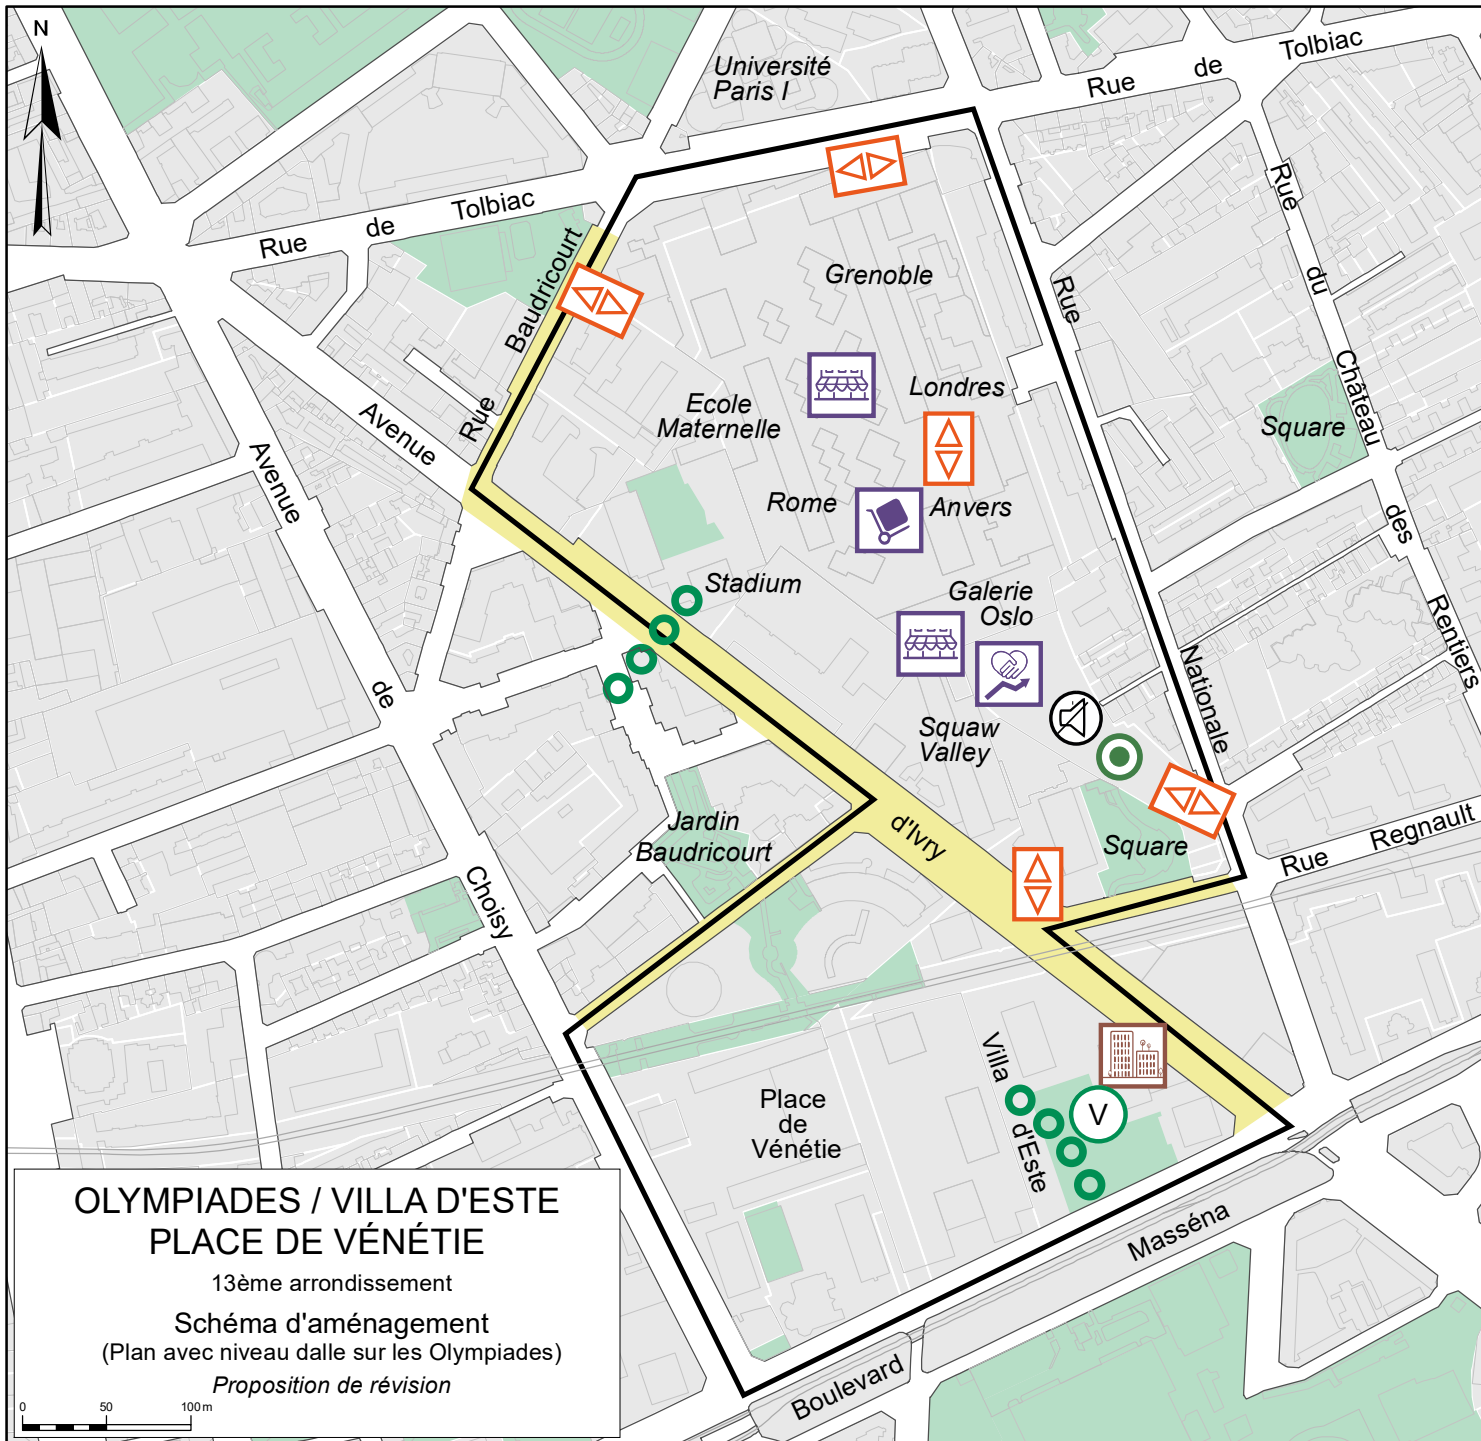 N
Université
Paris I
Rue de Tolbiac
Rue de Tolbiac
Rue Baudricourt
Grenoble
Rue Nationale
Rue du Château des Rentiers
Avenue d'Ivry
Avenue de Choisy
Ecole
Maternelle
Londres
Square
Rome
Anvers
Stadium
Galerie
Oslo
Squaw
Valley
Jardin
Baudricourt
Square
Rue Regnault
Villa d'Este
V
Place
de
Vénétie
Boulevard Masséna
OLYMPIADES / VILLA D'ESTE
PLACE DE VÉNÉTIE
13ème arrondissement
Schéma d'aménagement
(Plan avec niveau dalle sur les Olympiades)
Proposition de révision
0 50 100 m